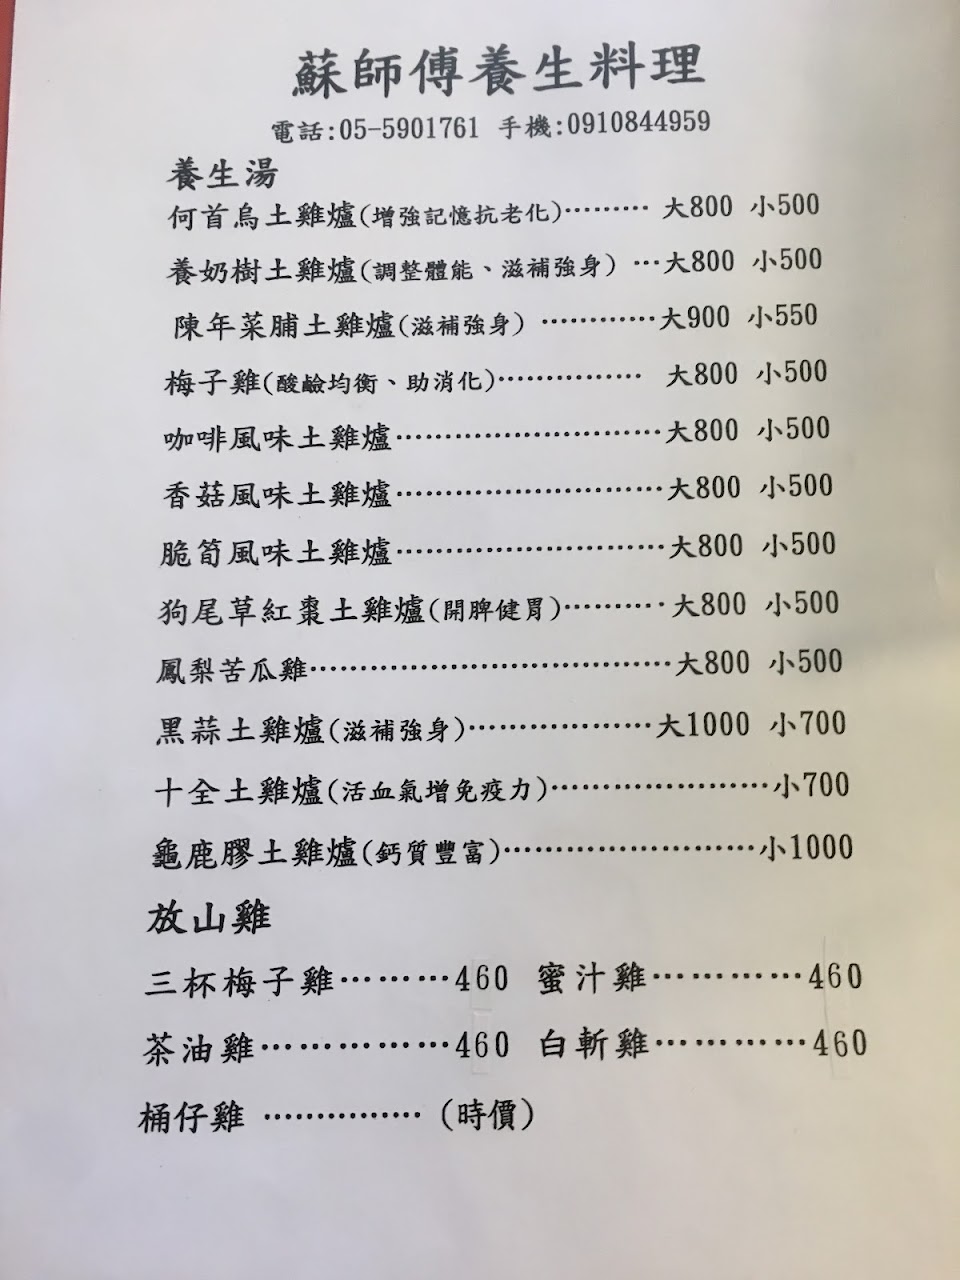 蘇師傅養生料理
電話:05-5901761 手機:0910844959
養生湯
何首烏土雞爐(增強記憶抗老化)……… 大800 小500
養奶樹土雞爐(調整體能、滋補強身) …大800 小500
陳年菜脯土雞爐(滋補強身) …………大900 小550
梅子雞(酸鹼均衡、助消化)…………… 大800 小500
咖啡風味土雞爐………………………大800 小500
香菇風味土雞爐………………………大800 小500
脆筍風味土雞爐………………………大800 小500
狗尾草紅棗土雞爐(開脾健胃)………‥大800 小500
鳳梨苦瓜雞………………………………大800 小500
黑蒜土雞爐(滋補強身)………………大1000 小700
十全土雞爐(活血氣增免疫力)…………………小700
龜鹿膠土雞爐(鈣質豐富)……………………小1000
放山雞
三杯梅子雞………460 蜜汁雞…………460
茶油雞……………460 白斬雞…………460
桶仔雞 …………… (時價)